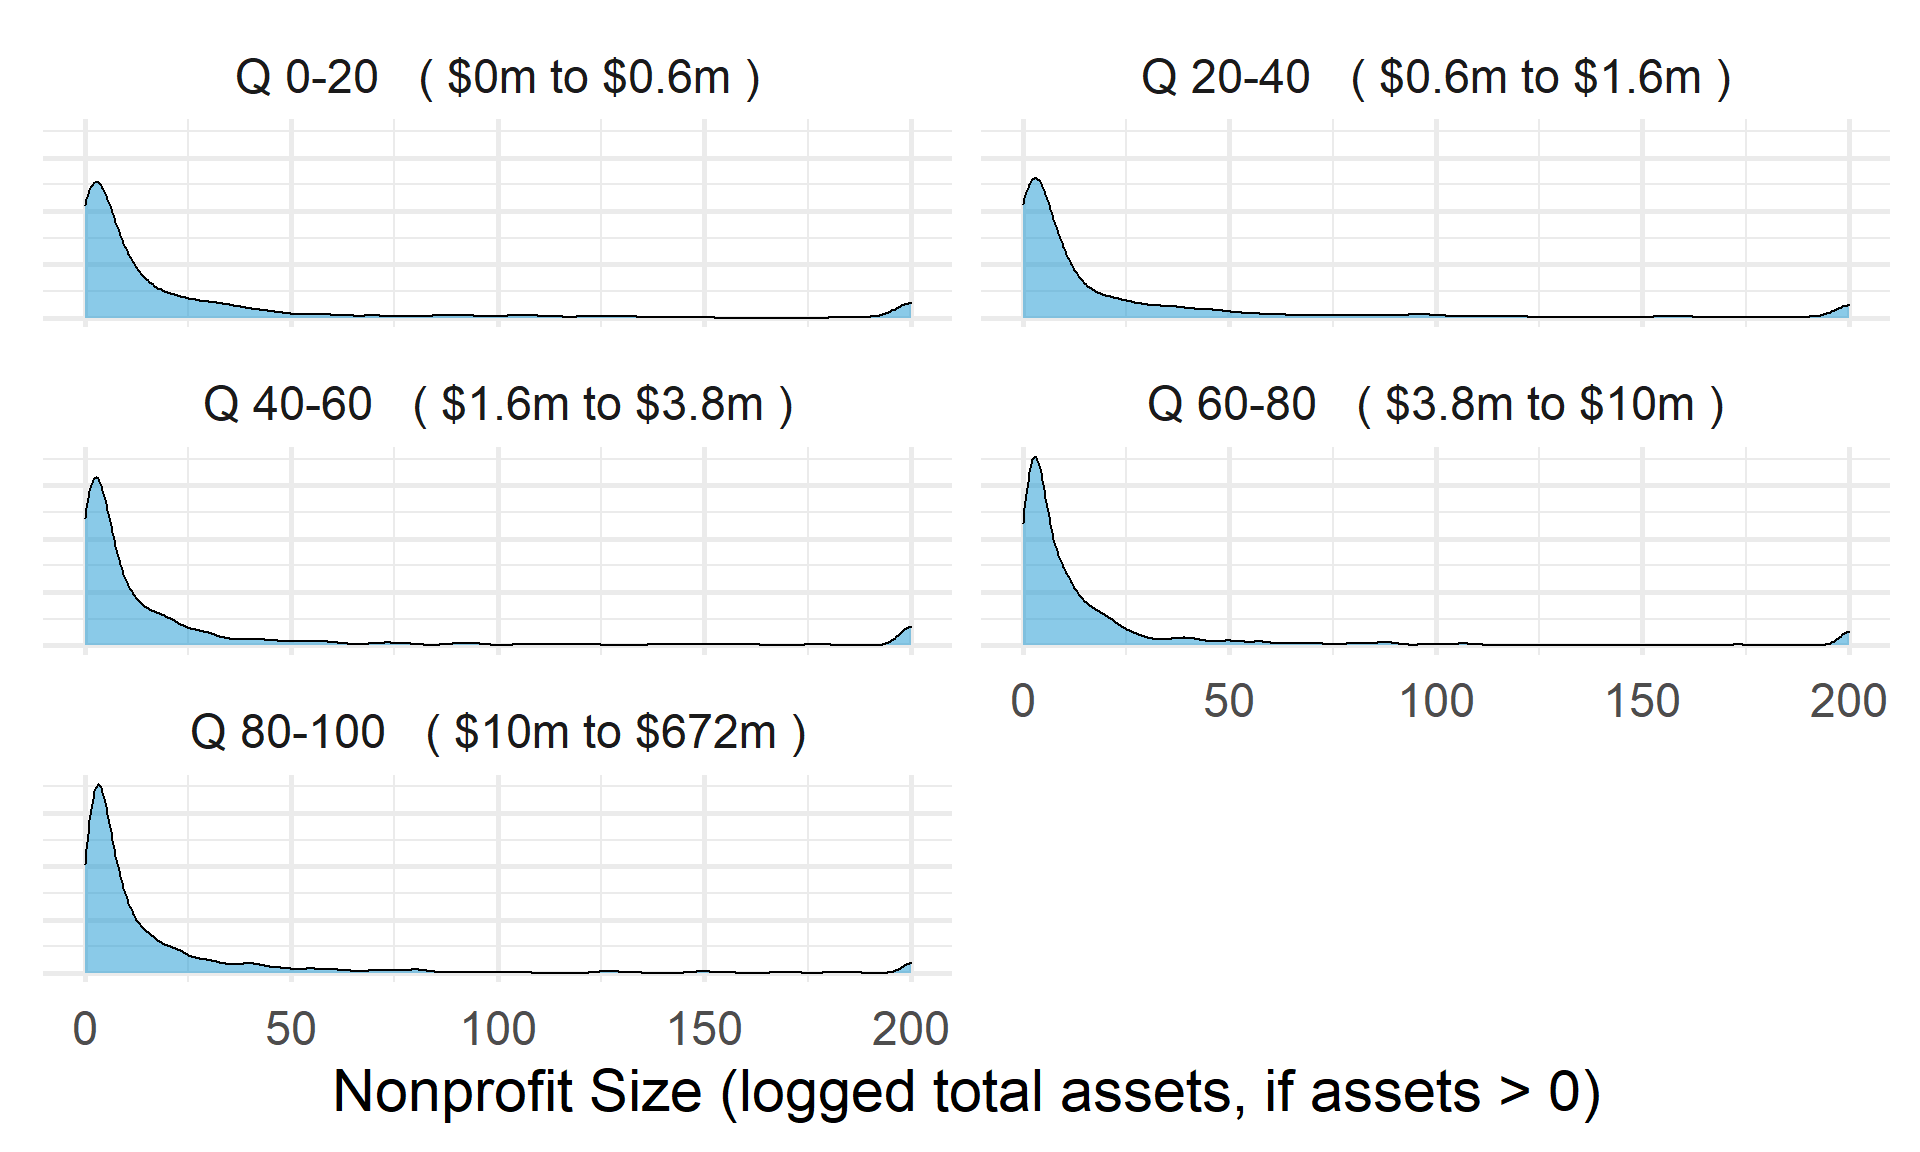 Q 0-20 ( $0m to $0.6m )
Q 20-40 ( $0.6m to $1.6m )
Q 40-60 ( $1.6m to $3.8m )
Q 60-80 ( $3.8m to $10m )
0 50 100 150 200
Q 80-100 ( $10m to $672m )
0 50 100 150 200
Nonprofit Size (logged total assets, if assets > 0)